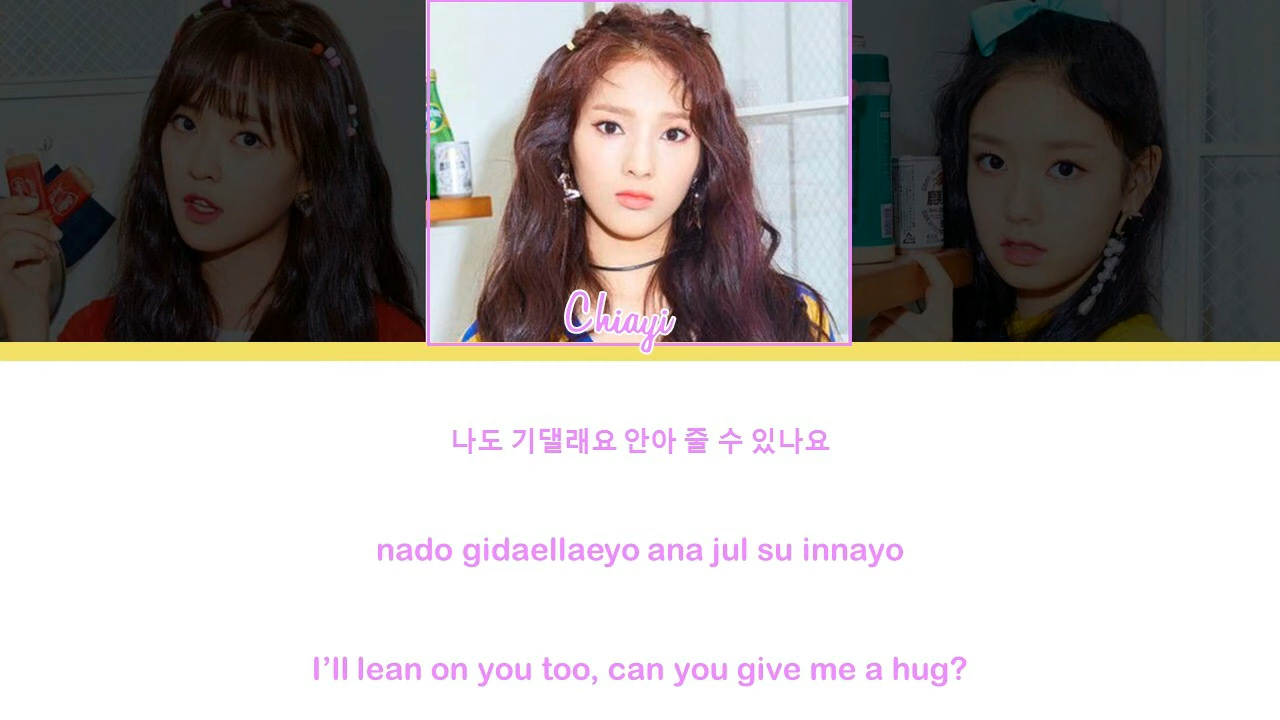 Chiayi
나도 기댈래요 안아 줄 수 있나요
nado gidaellaeyo ana jul su innayo
I’ll lean on you too, can you give me a hug?